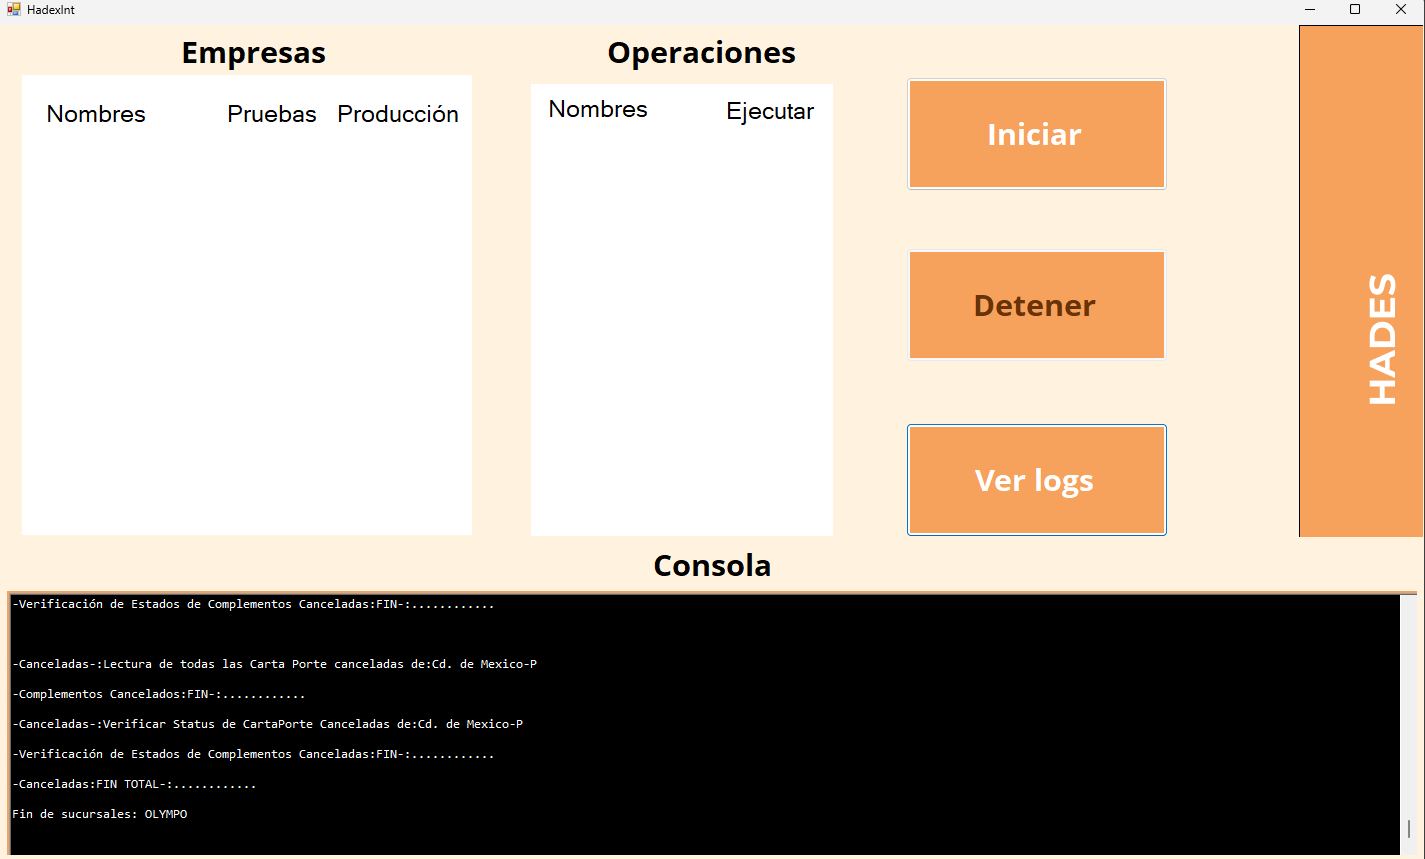 HadexInt
Empresas
Operaciones
Nombres Pruebas Producción
Nombres Ejecutar
Iniciar
Detener
Ver logs
HADES
Consola
-Verificación de Estados de Complementos Canceladas:FIN-:............
-Canceladas-:Lectura de todas las Carta Porte canceladas de:Cd. de Mexico-P
-Complementos Cancelados:FIN-:............
-Canceladas-:Verificar Status de CartaPorte Canceladas de:Cd. de Mexico-P
-Verificación de Estados de Complementos Canceladas:FIN-:............
-Canceladas:FIN TOTAL-:............
Fin de sucursales: OLYMPO